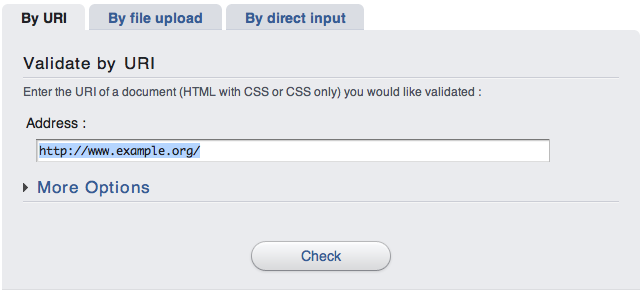 By URI By file upload By direct input
Validate by URI
Enter the URI of a document (HTML with CSS or CSS only) you would like validated :
Address :
http://www.example.org/
More Options
Check